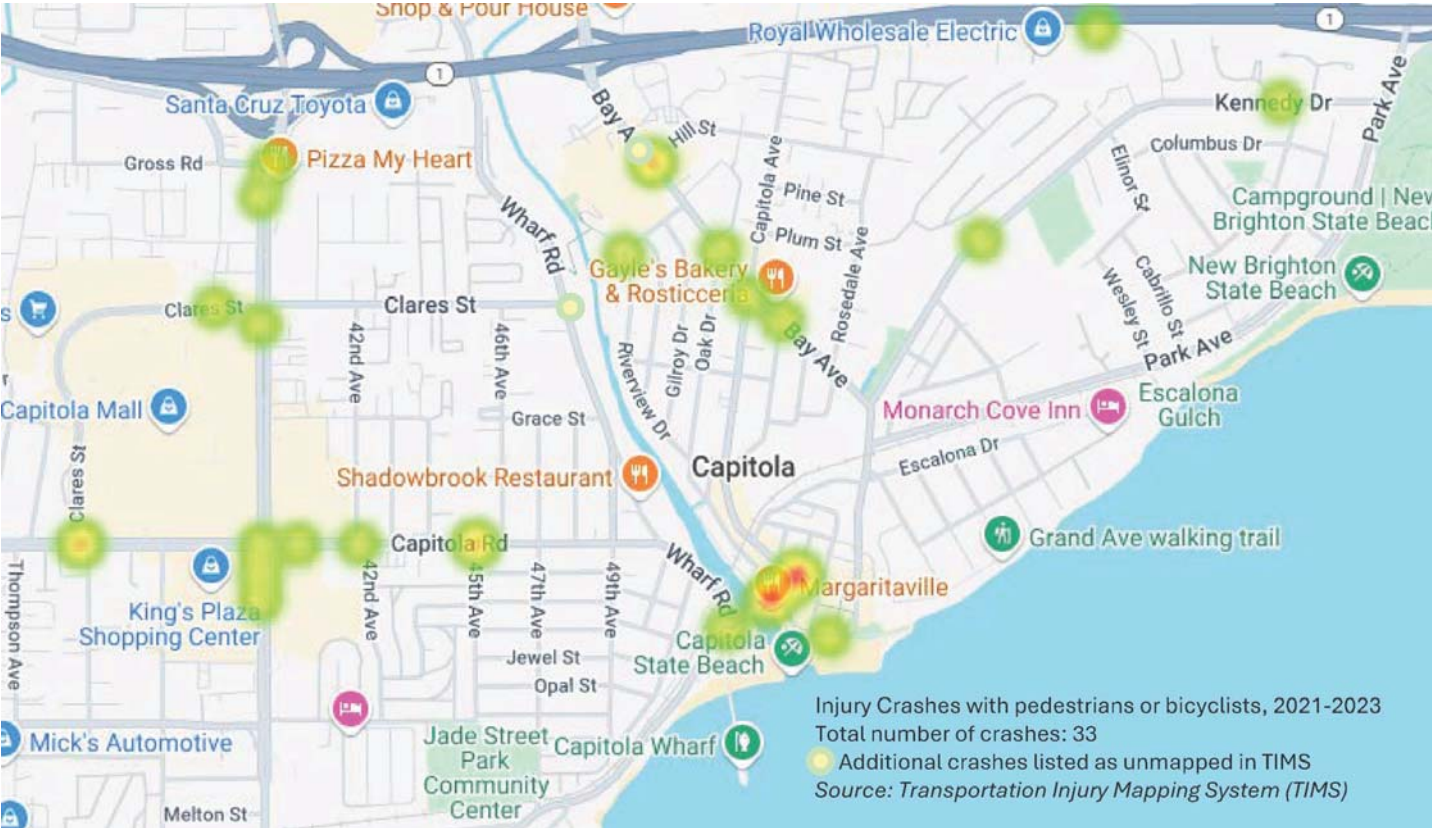 Shop & Pour House
Royal Wholesale Electric
1
1
Santa Cruz Toyota
Bay A
Hill St
Kennedy Dr
Park Ave
Gross Rd
Pizza My Heart
Columbus Dr
Elinor St
Capitola Ave
Pine St
Campground | New
Brighton State Beach
Wharf Rd
Plum St
Rosedale Ave
Gayle's Bakery
& Rosticceria
New Brighton
State Beach
Cabrillo St
Wesley St
s
Clares St
Clares St
42nd Ave
46th Ave
Riverview Dr
Gilroy Dr
Oak Dr
Bay Ave
Park Ave
r
Capitola Mall
Grace St
Monarch Cove Inn
Escalona
Gulch
Escalona Dr
Clares St
Shadowbrook Restaurant
Capitola
Capitola Rd
Grand Ave walking trail
Thompson Ave
42nd Ave
45th Ave
47th Ave
49th Ave
Wharf Rd
Margaritaville
King's Plaza
Shopping Center
Capitola
State Beach
Jewel St
Opal St
Mick's Automotive
Jade Street
Park
Community
Center
Capitola Wharf
Melton St
Injury Crashes with pedestrians or bicyclists, 2021-2023
Total number of crashes: 33
Additional crashes listed as unmapped in TIMS
Source: Transportation Injury Mapping System (TIMS)